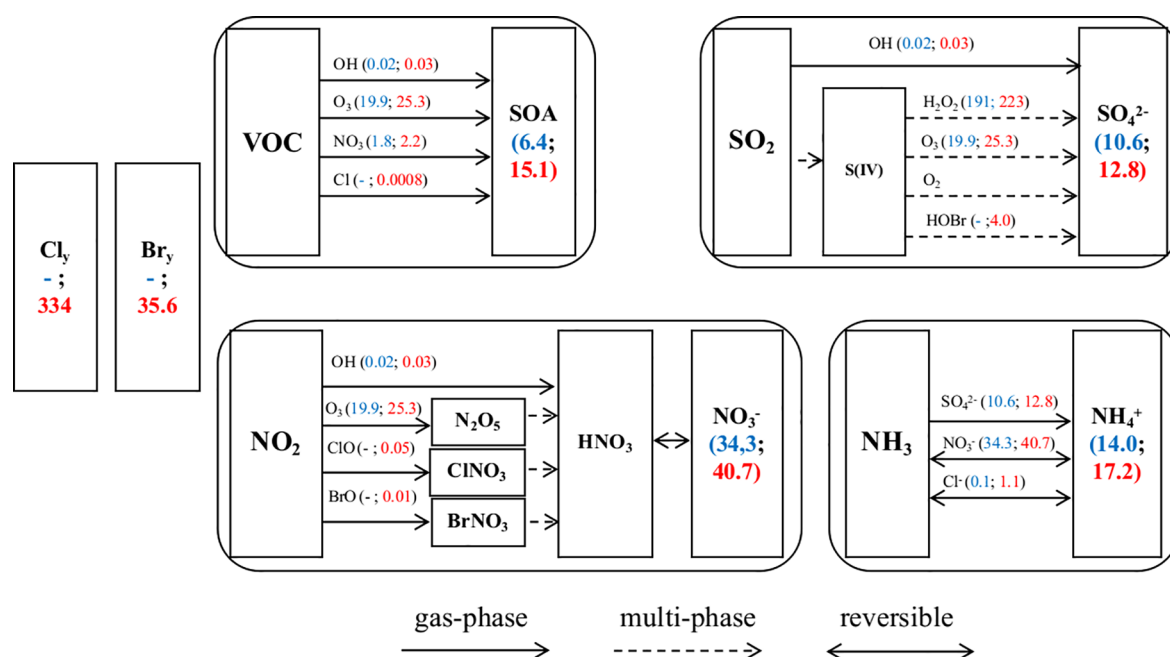 Cly
- ;
334
Bry
- ;
35.6
VOC
OH (0.02; 0.03)
O3 (19.9; 25.3)
NO3 (1.8; 2.2)
Cl (- ; 0.0008)
SOA
(6.4;
15.1)
SO2
OH (0.02; 0.03)
S(IV)
H2O2 (191; 223)
O3 (19.9; 25.3)
O2
HOBr (- ;4.0)
SO4²⁻
(10.6;
12.8)
NO2
OH (0.02; 0.03)
O3 (19.9; 25.3)
ClO (- ; 0.05)
BrO (- ; 0.01)
N2O5
ClNO3
BrNO3
HNO3
NO3⁻
(34,3;
40.7)
NH3
SO4²⁻ (10.6; 12.8)
NO3⁻ (34.3; 40.7)
Cl⁻ (0.1; 1.1)
NH4⁺
(14.0;
17.2)
gas-phase multi-phase reversible